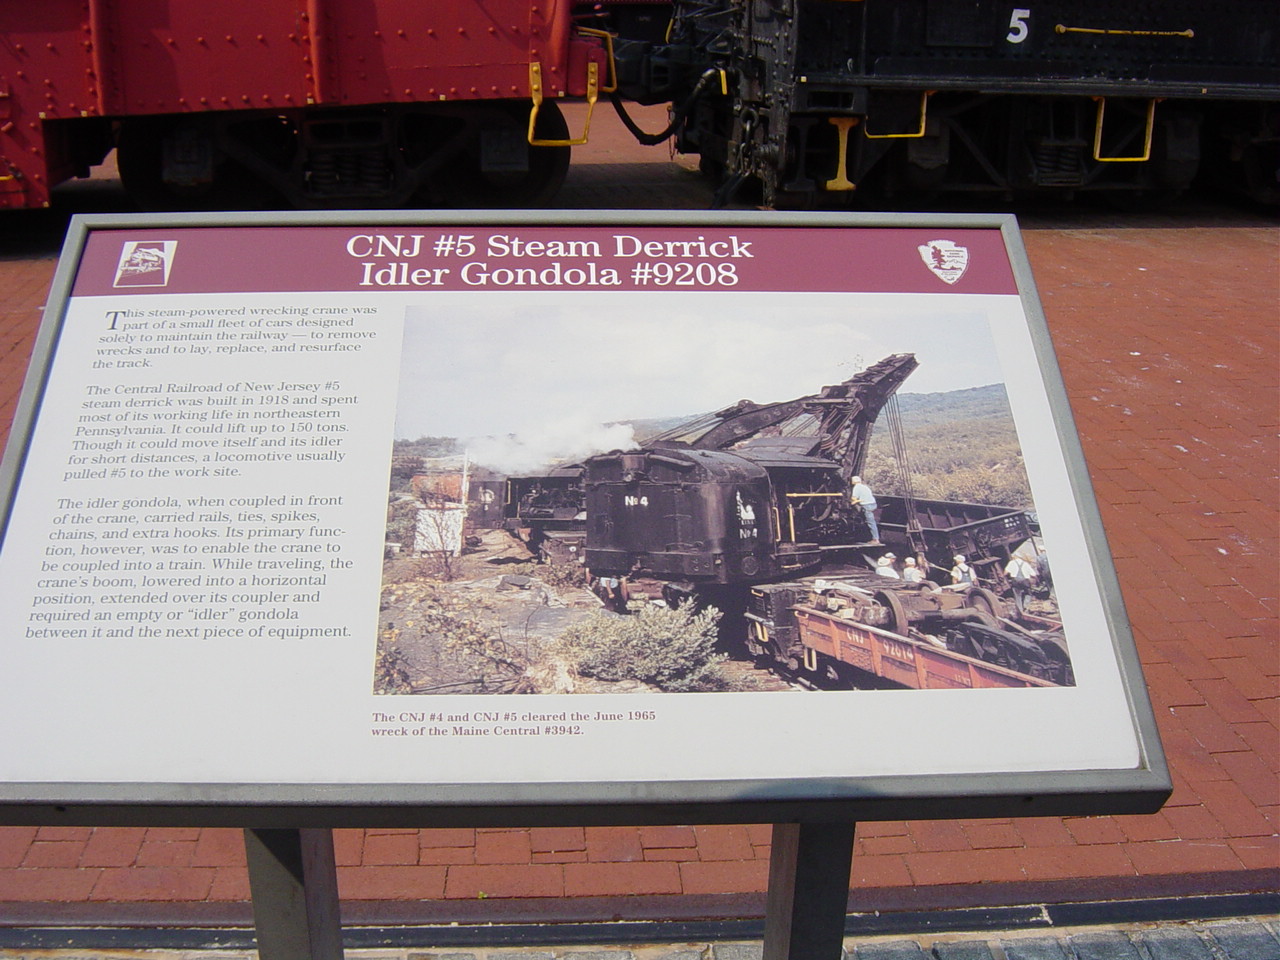 5
CNJ #5 Steam Derrick
Idler Gondola #9208
This steam-powered wrecking crane was
part of a small fleet of cars designed
solely to maintain the railway — to remove
wrecks and to lay, replace, and resurface
the track.
The Central Railroad of New Jersey #5
steam derrick was built in 1918 and spent
most of its working life in northeastern
Pennsylvania. It could lift up to 150 tons.
Though it could move itself and its idler
for short distances, a locomotive usually
pulled #5 to the work site.
The idler gondola, when coupled in front
of the crane, carried rails, ties, spikes,
chains, and extra hooks. Its primary func-
tion, however, was to enable the crane to
be coupled into a train. While traveling, the
crane's boom, lowered into a horizontal
position, extended over its coupler and
required an empty or “idler” gondola
between it and the next piece of equipment.
No 4
No 4
CNJ 92614
The CNJ #4 and CNJ #5 cleared the June 1965
wreck of the Maine Central #3942.